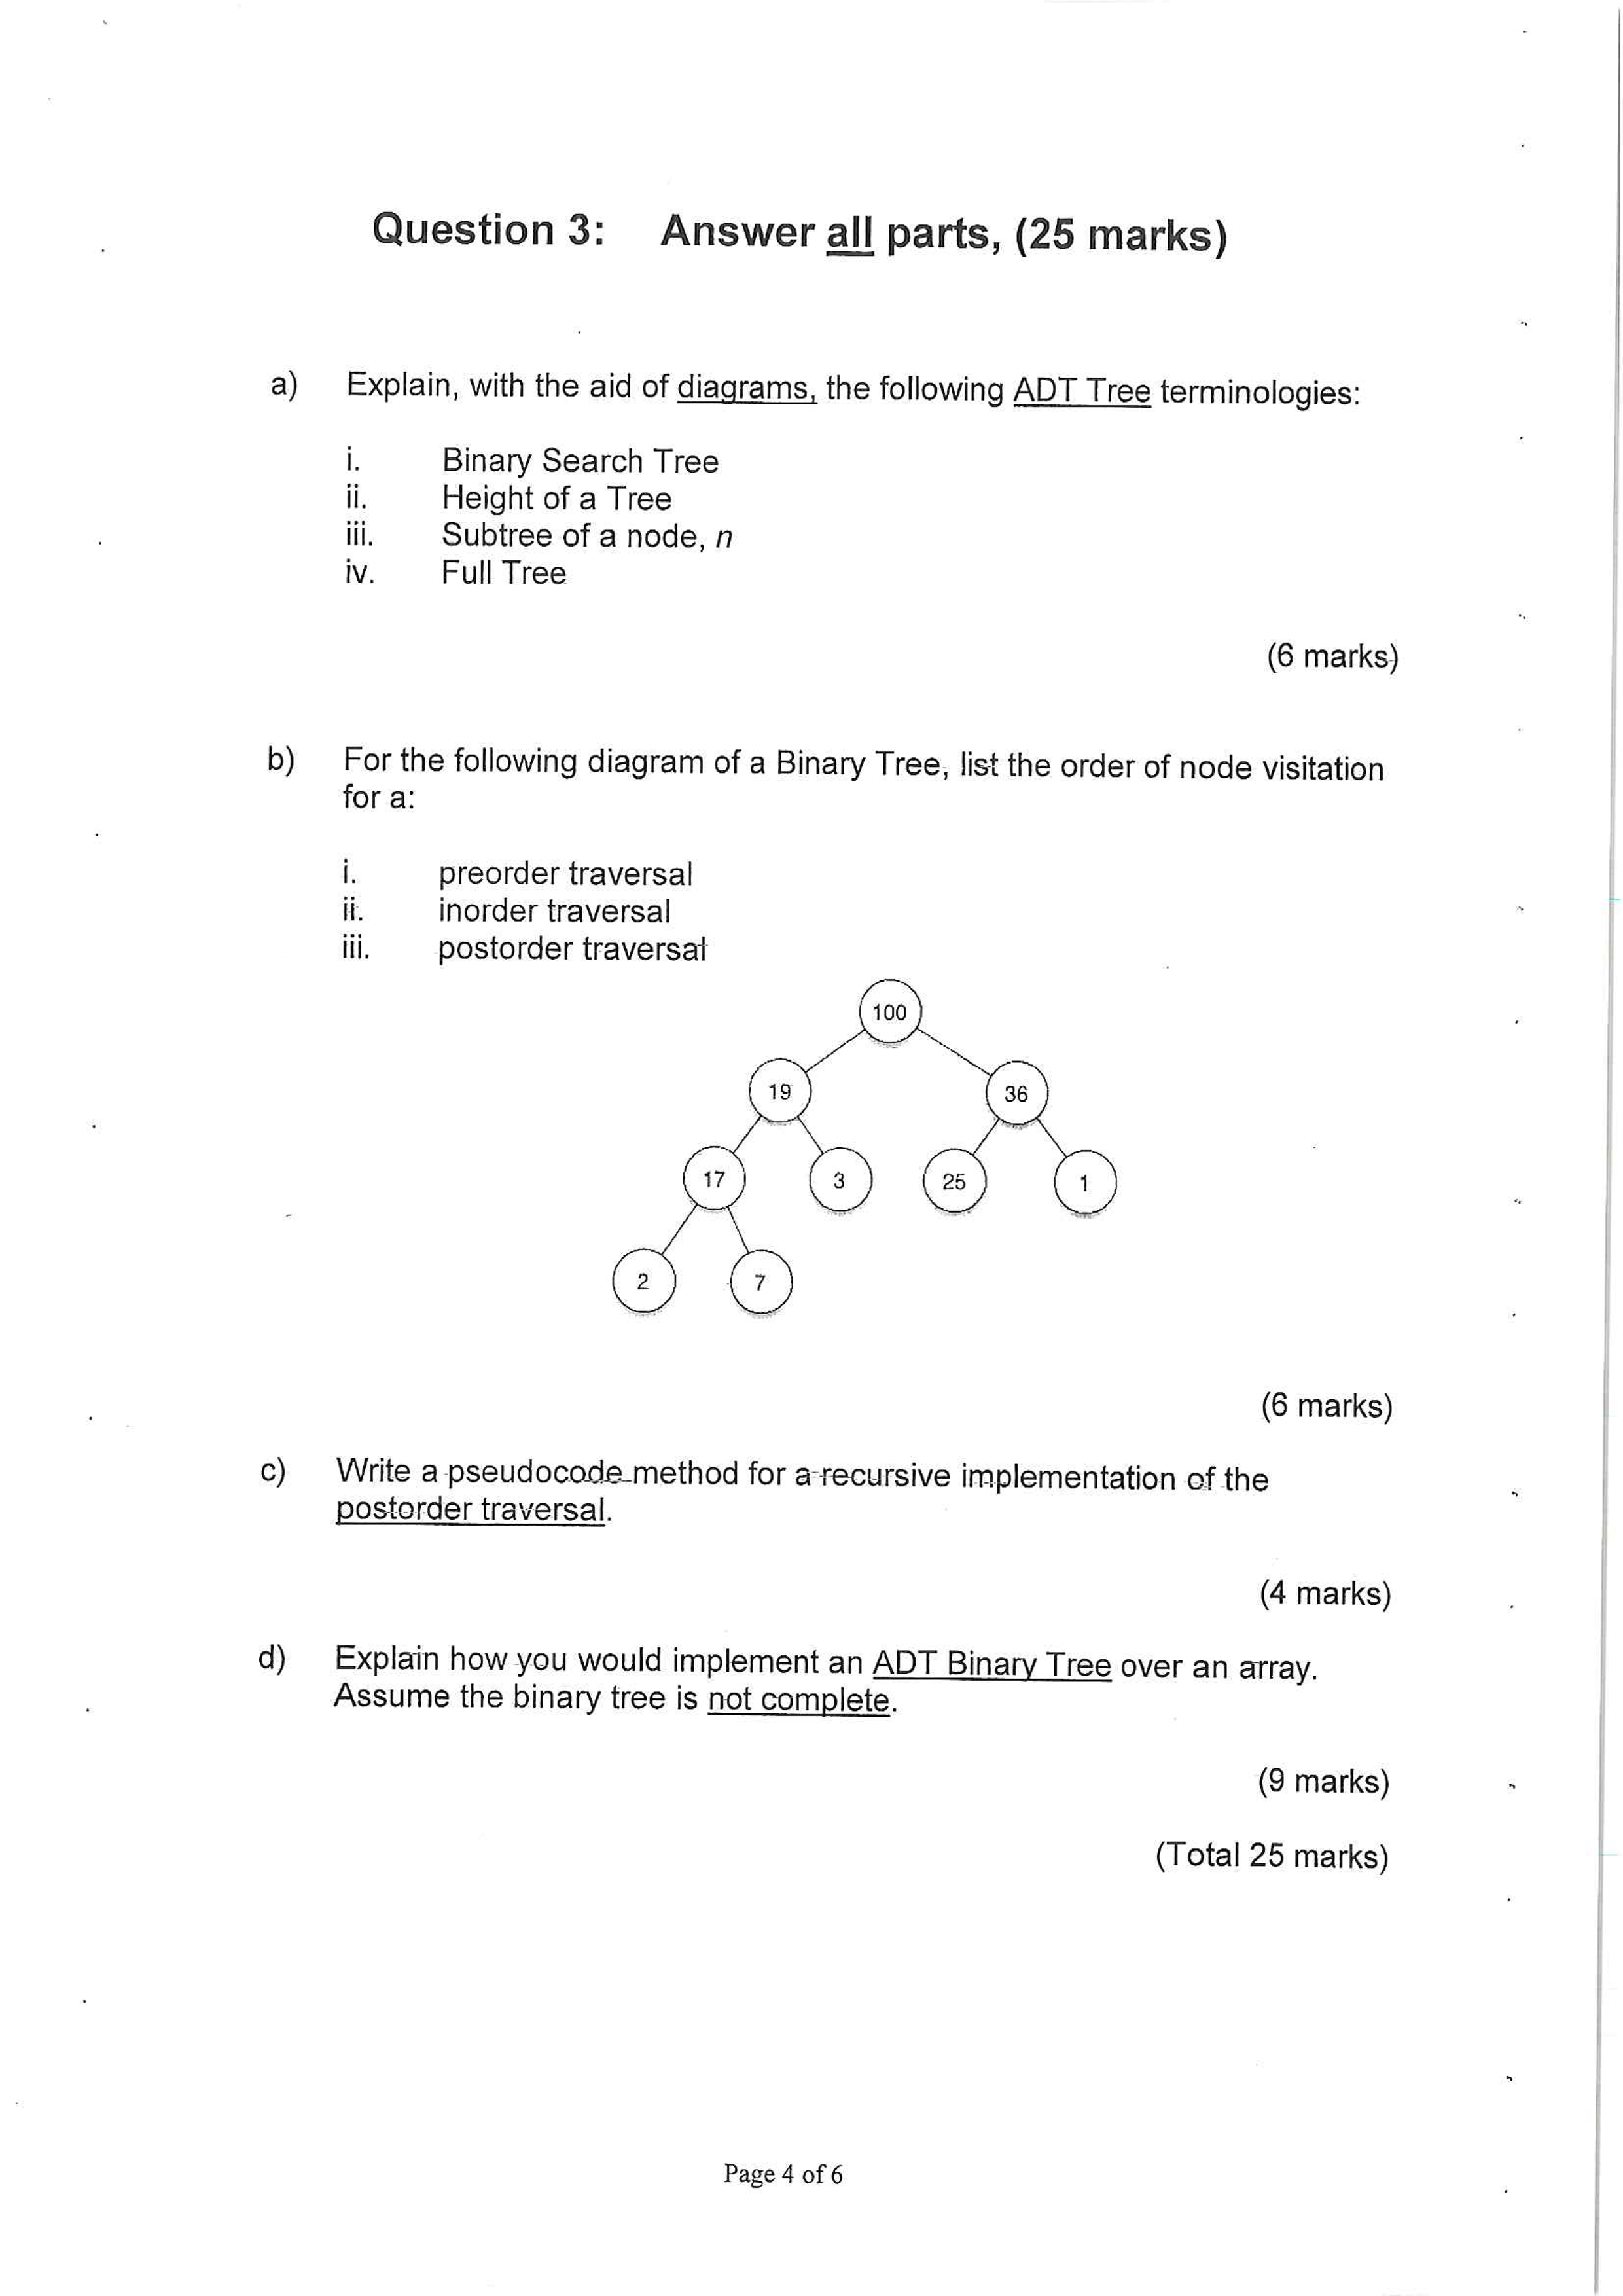 Question 3: Answer all parts, (25 marks)
a) Explain, with the aid of diagrams, the following ADT Tree terminologies:
i. Binary Search Tree
ii. Height of a Tree
iii. Subtree of a node, n
iv. Full Tree
(6 marks)
b) For the following diagram of a Binary Tree, list the order of node visitation
for a:
i. preorder traversal
ii. inorder traversal
iii. postorder traversal
100
19 36
17 3 25 1
2 7
(6 marks)
c) Write a pseudocode method for a recursive implementation of the
postorder traversal.
(4 marks)
d) Explain how you would implement an ADT Binary Tree over an array.
Assume the binary tree is not complete.
(9 marks)
(Total 25 marks)
Page 4 of 6